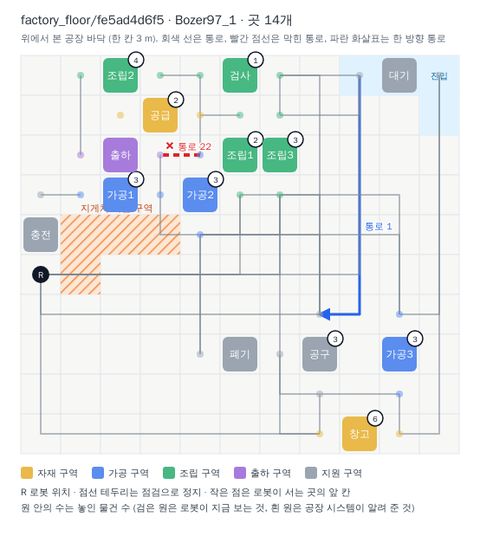 factory_floor/fe5ad4d6f5 · Bozer97_1 · 곳 14개
위에서 본 공장 바닥 (한 칸 3 m). 회색 선은 통로, 빨간 점선은 막힌 통로, 파란 화살표는 한 방향 통로
조립2 4
검사 1
대기
전립
공급 2
× 통로 22
출하
조립1 2
조립3 3
가공1 3
가공2 3
구역
충전
통로 1
R
폐기
공구 3
가공3 3
창고 6
자재 구역 가공 구역 조립 구역 출하 구역 지원 구역
R 로봇 위치 · 점선 테두리는 점검으로 정지 · 작은 점은 로봇이 서는 곳의 앞 칸
원 안의 수는 놓인 물건 수 (검은 원은 로봇이 지금 보는 것, 흰 원은 공장 시스템이 알려 준 것)